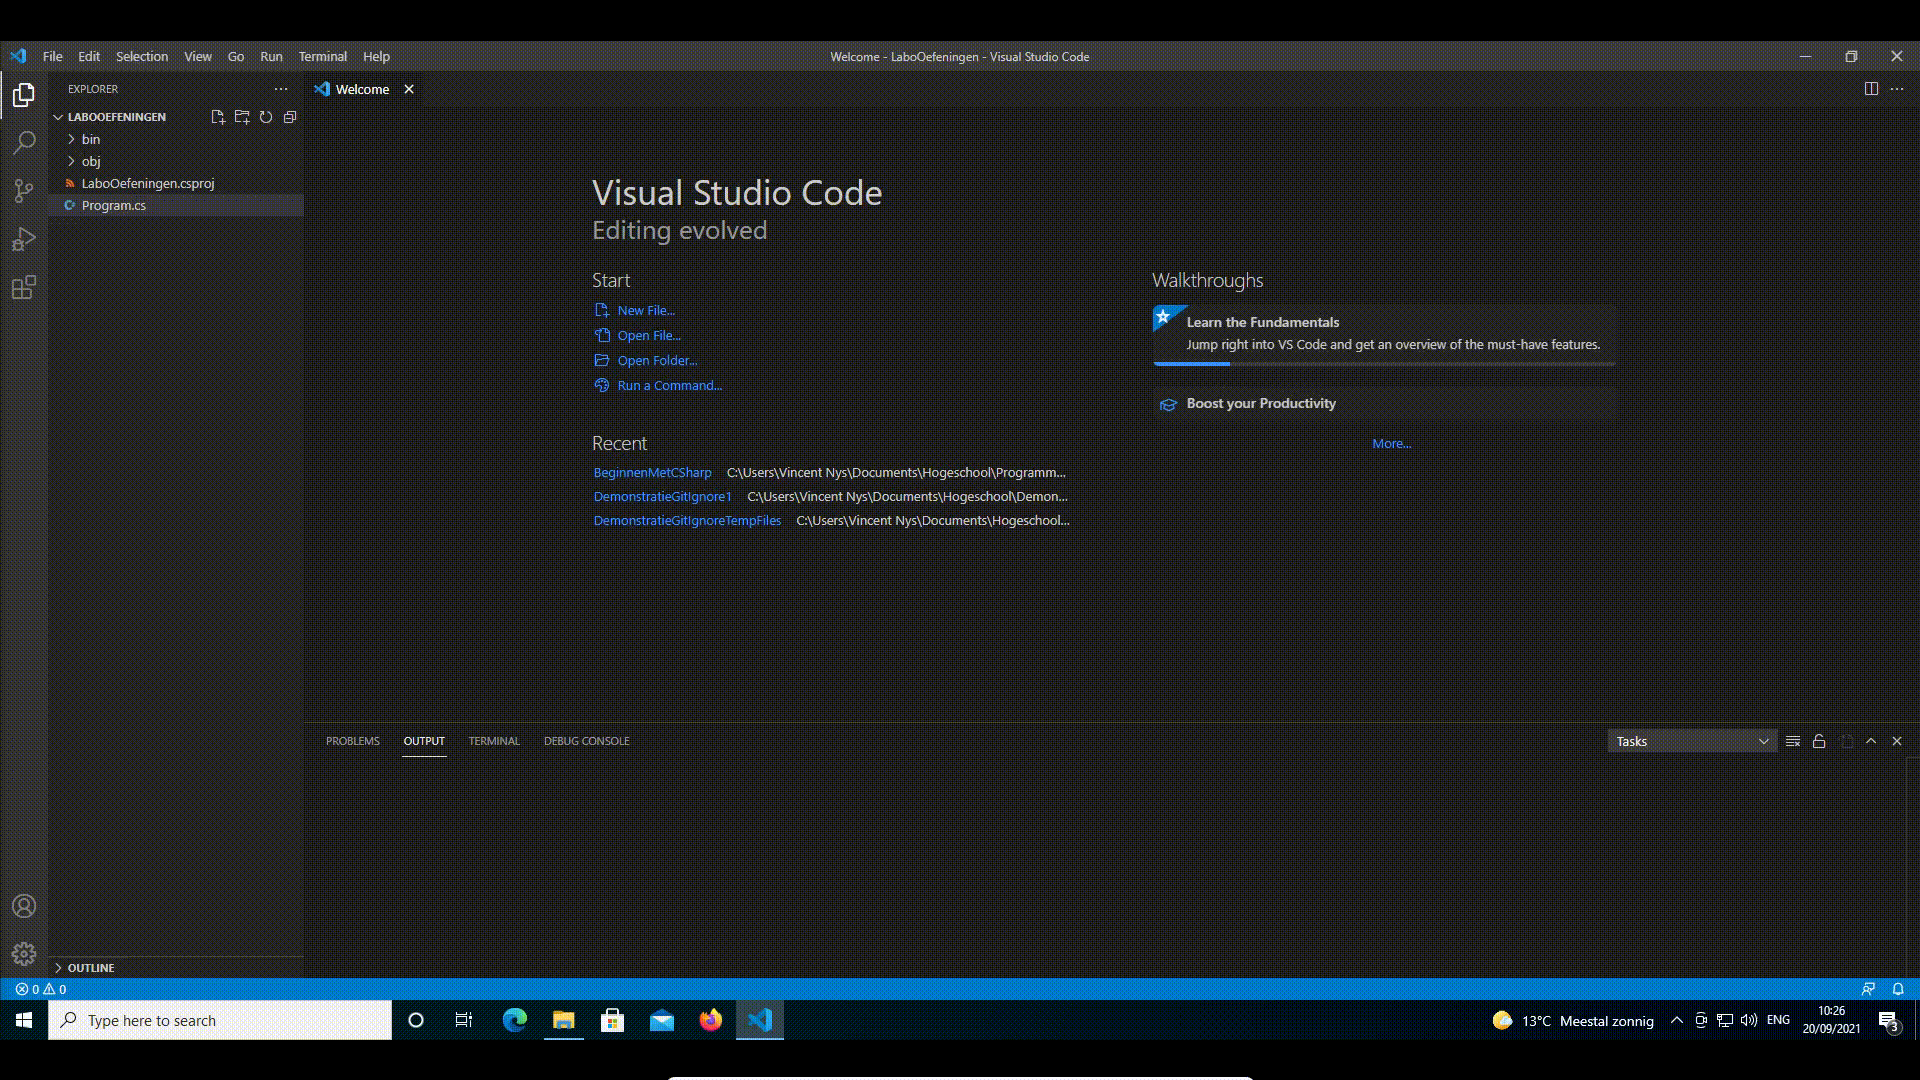 File Edit Selection View Go Run Terminal Help
Welcome - LaboOefeningen - Visual Studio Code
EXPLORER
Welcome
LABOOEFENINGEN
bin
obj
LaboOefeningen.csproj
Program.cs
Visual Studio Code
Editing evolved
Start
New File...
Open File...
Open Folder...
Run a Command...
Walkthroughs
Learn the Fundamentals
Jump right into VS Code and get an overview of the must-have features.
Boost your Productivity
More...
Recent
BeginnenMetCSharp C:\Users\Vincent Nys\Documents\Hogeschool\Programm...
DemonstratieGitIgnore1 C:\Users\Vincent Nys\Documents\Hogeschool\Demon...
DemonstratieGitIgnoreTempFiles C:\Users\Vincent Nys\Documents\Hogeschool...
PROBLEMS OUTPUT TERMINAL DEBUG CONSOLE
Tasks
OUTLINE
0 0
Type here to search
13°C Meestal zonnig
ENG
10:26
20/09/2021
3